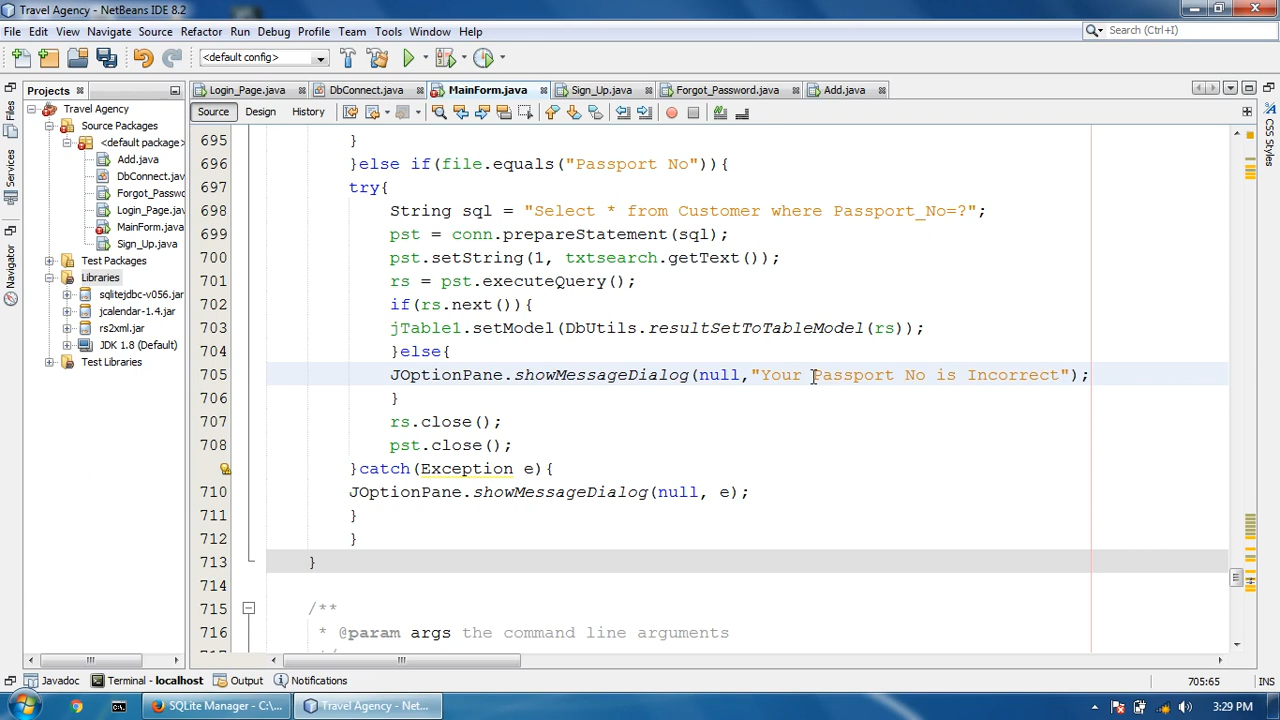 Travel Agency - NetBeans IDE 8.2
File Edit View Navigate Source Refactor Run Debug Profile Team Tools Window Help
Search (Ctrl+I)
<default config>
Projects
Login_Page.java DbConnect.java MainForm.java Sign_Up.java Forgot_Password.java Add.java
Source Design History
Files
Services
Navigator
CSS Styles
Travel Agency
Source Packages
<default package>
Add.java
DbConnect.jav
Forgot_Passwo
Login_Page.jav
MainForm.java
Sign_Up.java
Test Packages
Libraries
sqlitejdbc-v056.jar
jcalendar-1.4.jar
rs2xml.jar
JDK 1.8 (Default)
Test Libraries
695 }
696 }else if(file.equals("Passport No")){
697 try{
698 String sql = "Select * from Customer where Passport_No=?";
699 pst = conn.prepareStatement(sql);
700 pst.setString(1, txtsearch.getText());
701 rs = pst.executeQuery();
702 if(rs.next()){
703 jTable1.setModel(DbUtils.resultSetToTableModel(rs));
704 }else{
705 JOptionPane.showMessageDialog(null,"Your Passport No is Incorrect");
706 }
707 rs.close();
708 pst.close();
}catch(Exception e){
710 JOptionPane.showMessageDialog(null, e);
711 }
712 }
713 }
714
715 /**
716 * @param args the command line arguments
Javadoc Terminal - localhost Output Notifications
705:65 INS
SQLite Manager - C:\... Travel Agency - Net...
3:29 PM